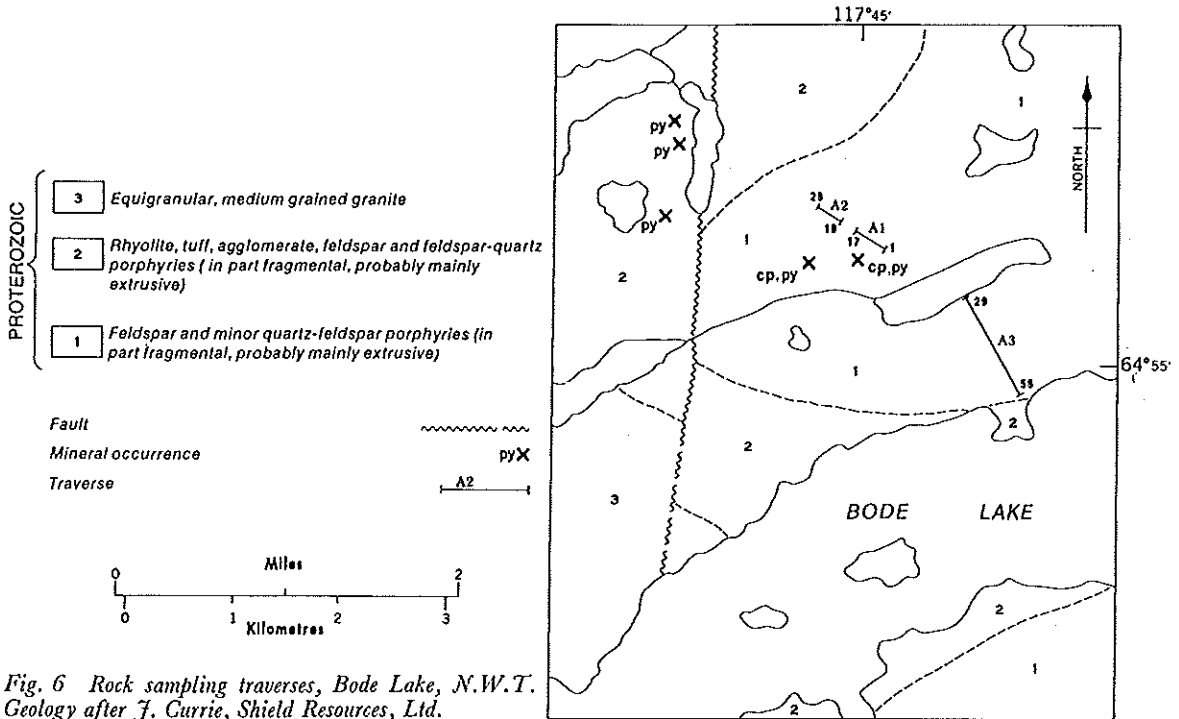 117°45'
2
1
py X
py X
NORTH
PROTEROZOIC
3 Equigranular, medium grained granite
2 Rhyolite, tuff, agglomerate, feldspar and feldspar-quartz
porphyries ( in part fragmental, probably mainly
extrusive)
1 Feldspar and minor quartz-feldspar porphyries (in
part fragmental, probably mainly extrusive)
28 A2
18
A1
17 1
py X
1
2
cp,py
cp,py
29
A3
64°55'
1
55
2
2
3
Fault
Mineral occurrence py X
Traverse A2
BODE LAKE
Miles
0 2
0 1 2 3
Kilometres
2
1
2
Fig. 6 Rock sampling traverses, Bode Lake, N.W.T.
Geology after J. Currie, Shield Resources, Ltd.